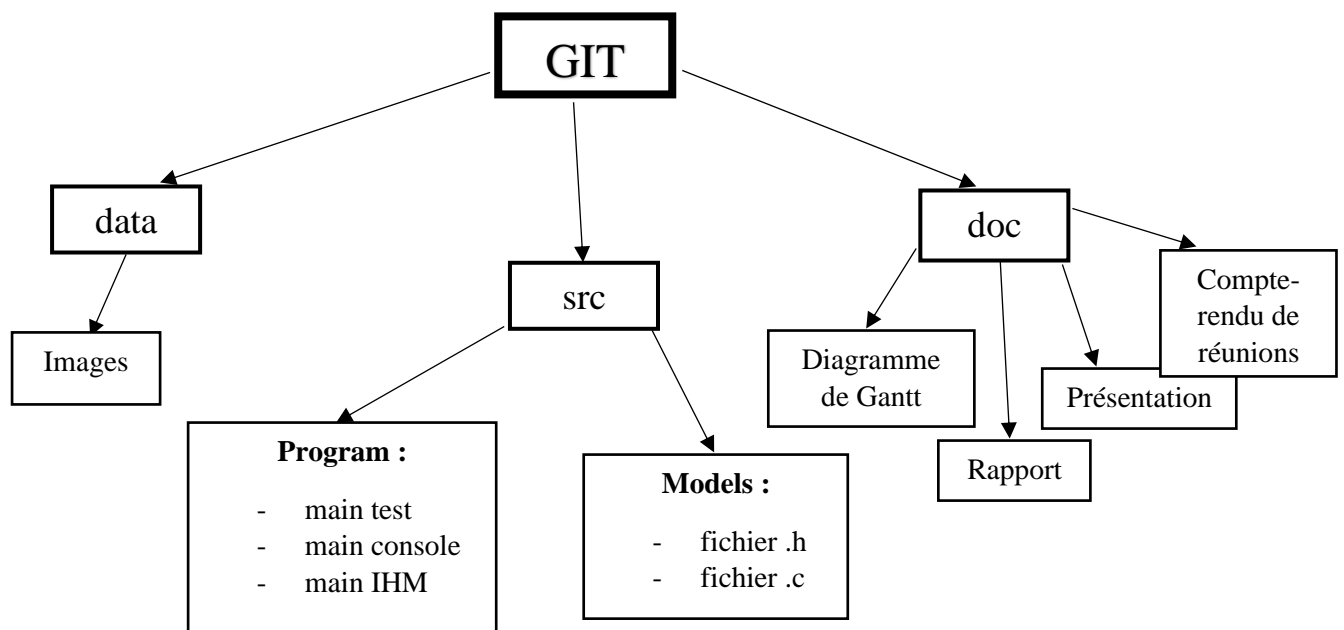 GIT
data
Images
src
Program :
- main test
- main console
- main IHM
Models :
- fichier .h
- fichier .c
doc
Diagramme
de Gantt
Rapport
Présentation
Compte-
rendu de
réunions